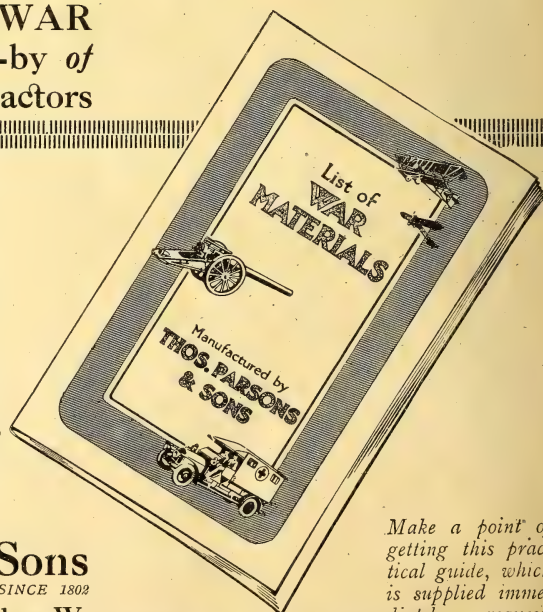 WAR
-by of
actors
List of
WAR
MATERIALS
Manufactured by
THOS. PARSONS
& SONS
Sons
SINCE 1802
Make a point
getting this prac-
tical guide, which
is supplied imme-